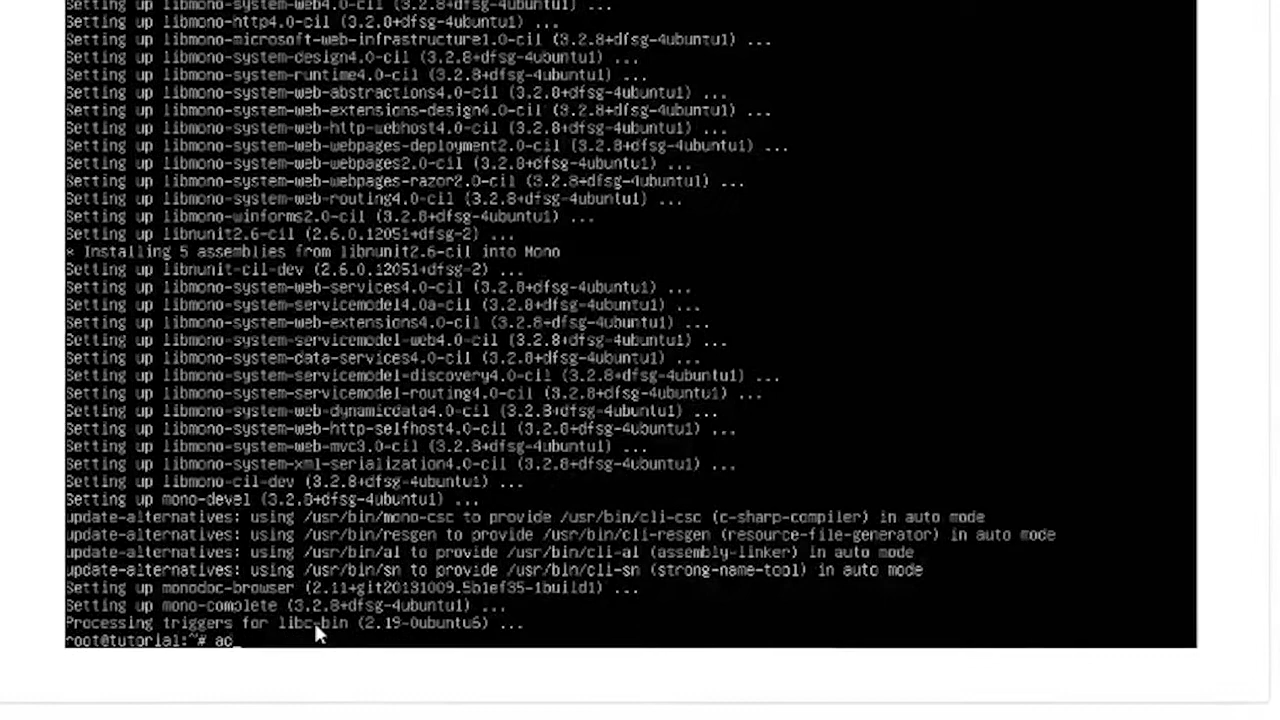 Setting up libmono-system-web4.0-cil (3.2.8+dfsg-4ubuntu1) ...
Setting up libmono-http4.0-cil (3.2.8+dfsg-4ubuntu1) ...
Setting up libmono-microsoft-web-infrastructure1.0-cil (3.2.8+dfsg-4ubuntu1) ...
Setting up libmono-system-design4.0-cil (3.2.8+dfsg-4ubuntu1) ...
Setting up libmono-system-runtime4.0-cil (3.2.8+dfsg-4ubuntu1) ...
Setting up libmono-system-web-abstractions4.0-cil (3.2.8+dfsg-4ubuntu1) ...
Setting up libmono-system-web-extensions-design4.0-cil (3.2.8+dfsg-4ubuntu1) ...
Setting up libmono-system-web-http-webhost4.0-cil (3.2.8+dfsg-4ubuntu1) ...
Setting up libmono-system-web-webpages-deployment2.0-cil (3.2.8+dfsg-4ubuntu1) ...
Setting up libmono-system-web-webpages2.0-cil (3.2.8+dfsg-4ubuntu1) ...
Setting up libmono-system-web-webpages-razor2.0-cil (3.2.8+dfsg-4ubuntu1) ...
Setting up libmono-system-web-routing4.0-cil (3.2.8+dfsg-4ubuntu1) ...
Setting up libmono-winforms2.0-cil (3.2.8+dfsg-4ubuntu1) ...
Setting up libnunit2.6-cil (2.6.0.12051+dfsg-2) ...
* Installing 5 assemblies from libnunit2.6-cil into Mono
Setting up libnunit-cil-dev (2.6.0.12051+dfsg-2) ...
Setting up libmono-system-web-services4.0-cil (3.2.8+dfsg-4ubuntu1) ...
Setting up libmono-system-servicemodel4.0a-cil (3.2.8+dfsg-4ubuntu1) ...
Setting up libmono-system-web-extensions4.0-cil (3.2.8+dfsg-4ubuntu1) ...
Setting up libmono-system-servicemodel-web4.0-cil (3.2.8+dfsg-4ubuntu1) ...
Setting up libmono-system-data-services4.0-cil (3.2.8+dfsg-4ubuntu1) ...
Setting up libmono-system-servicemodel-discovery4.0-cil (3.2.8+dfsg-4ubuntu1) ...
Setting up libmono-system-servicemodel-routing4.0-cil (3.2.8+dfsg-4ubuntu1) ...
Setting up libmono-system-web-dynamicdata4.0-cil (3.2.8+dfsg-4ubuntu1) ...
Setting up libmono-system-web-http-selfhost4.0-cil (3.2.8+dfsg-4ubuntu1) ...
Setting up libmono-system-web-mvc3.0-cil (3.2.8+dfsg-4ubuntu1) ...
Setting up libmono-system-xml-serialization4.0-cil (3.2.8+dfsg-4ubuntu1) ...
Setting up libmono-cil-dev (3.2.8+dfsg-4ubuntu1) ...
Setting up mono-devel (3.2.8+dfsg-4ubuntu1) ...
update-alternatives: using /usr/bin/mono-csc to provide /usr/bin/cli-csc (c-sharp-compiler) in auto mode
update-alternatives: using /usr/bin/resgen to provide /usr/bin/cli-resgen (resource-file-generator) in auto mode
update-alternatives: using /usr/bin/al to provide /usr/bin/cli-al (assembly-linker) in auto mode
update-alternatives: using /usr/bin/sn to provide /usr/bin/cli-sn (strong-name-tool) in auto mode
Setting up monodoc-browser (2.11+git20131009.5b1ef35-1build1) ...
Setting up mono-complete (3.2.8+dfsg-4ubuntu1) ...
Processing triggers for libc-bin (2.19-0ubuntu6) ...
root@tutorial:~# ac_